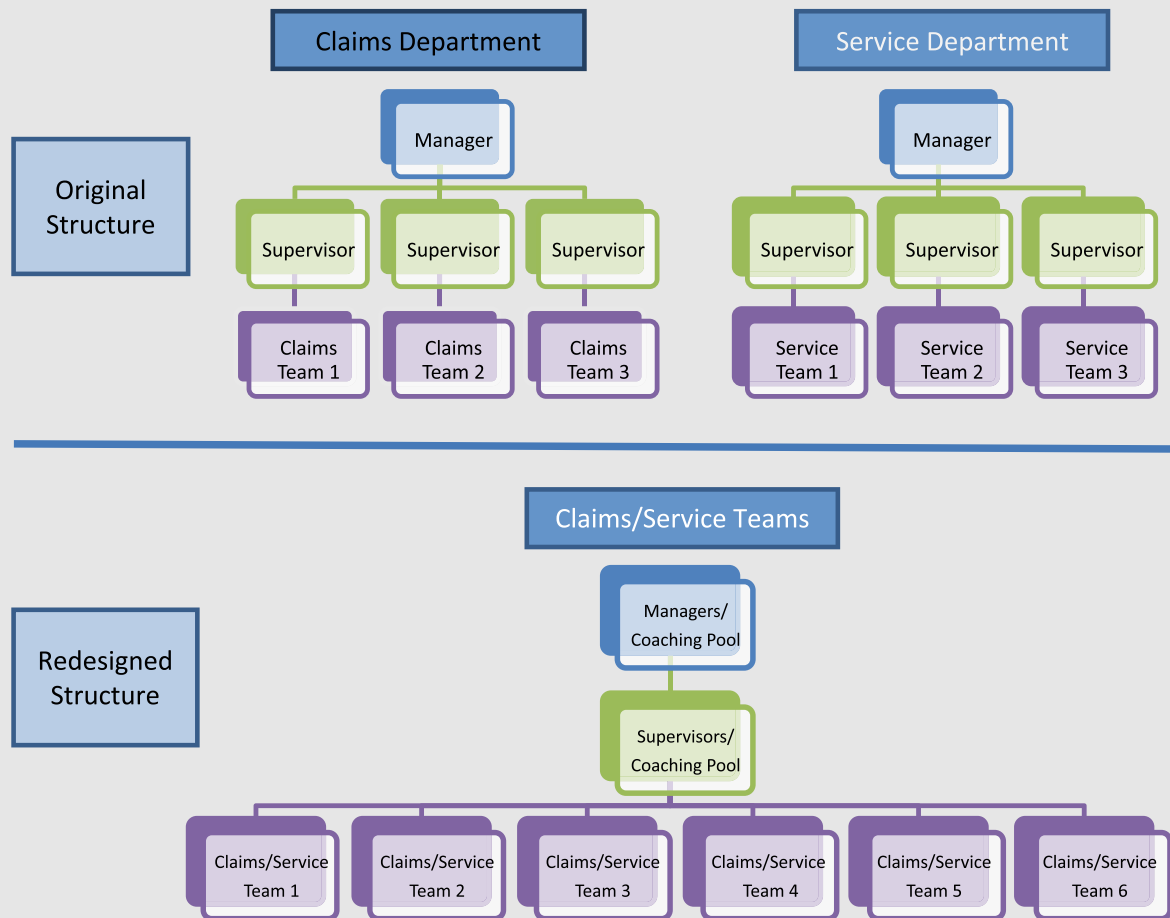 Claims Department
Service Department
Original
Structure
Manager
Manager
Supervisor
Supervisor
Supervisor
Supervisor
Supervisor
Supervisor
Claims
Team 1
Claims
Team 2
Claims
Team 3
Service
Team 1
Service
Team 2
Service
Team 3
Claims/Service Teams
Redesigned
Structure
Managers/
Coaching Pool
Supervisors/
Coaching Pool
Claims/Service
Team 1
Claims/Service
Team 2
Claims/Service
Team 3
Claims/Service
Team 4
Claims/Service
Team 5
Claims/Service
Team 6